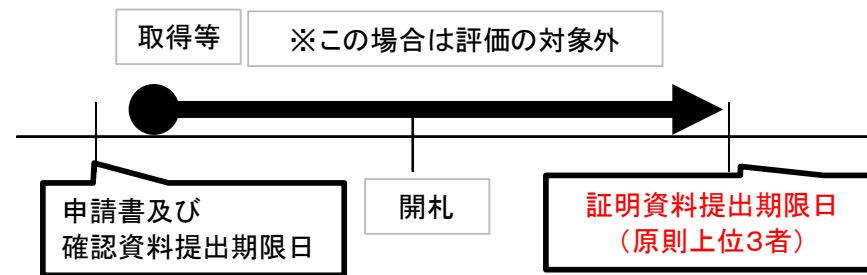 取得等
※この場合は評価の対象外
申請書及び
確認資料提出期限日
開札
証明資料提出期限日
（原則上位3者）